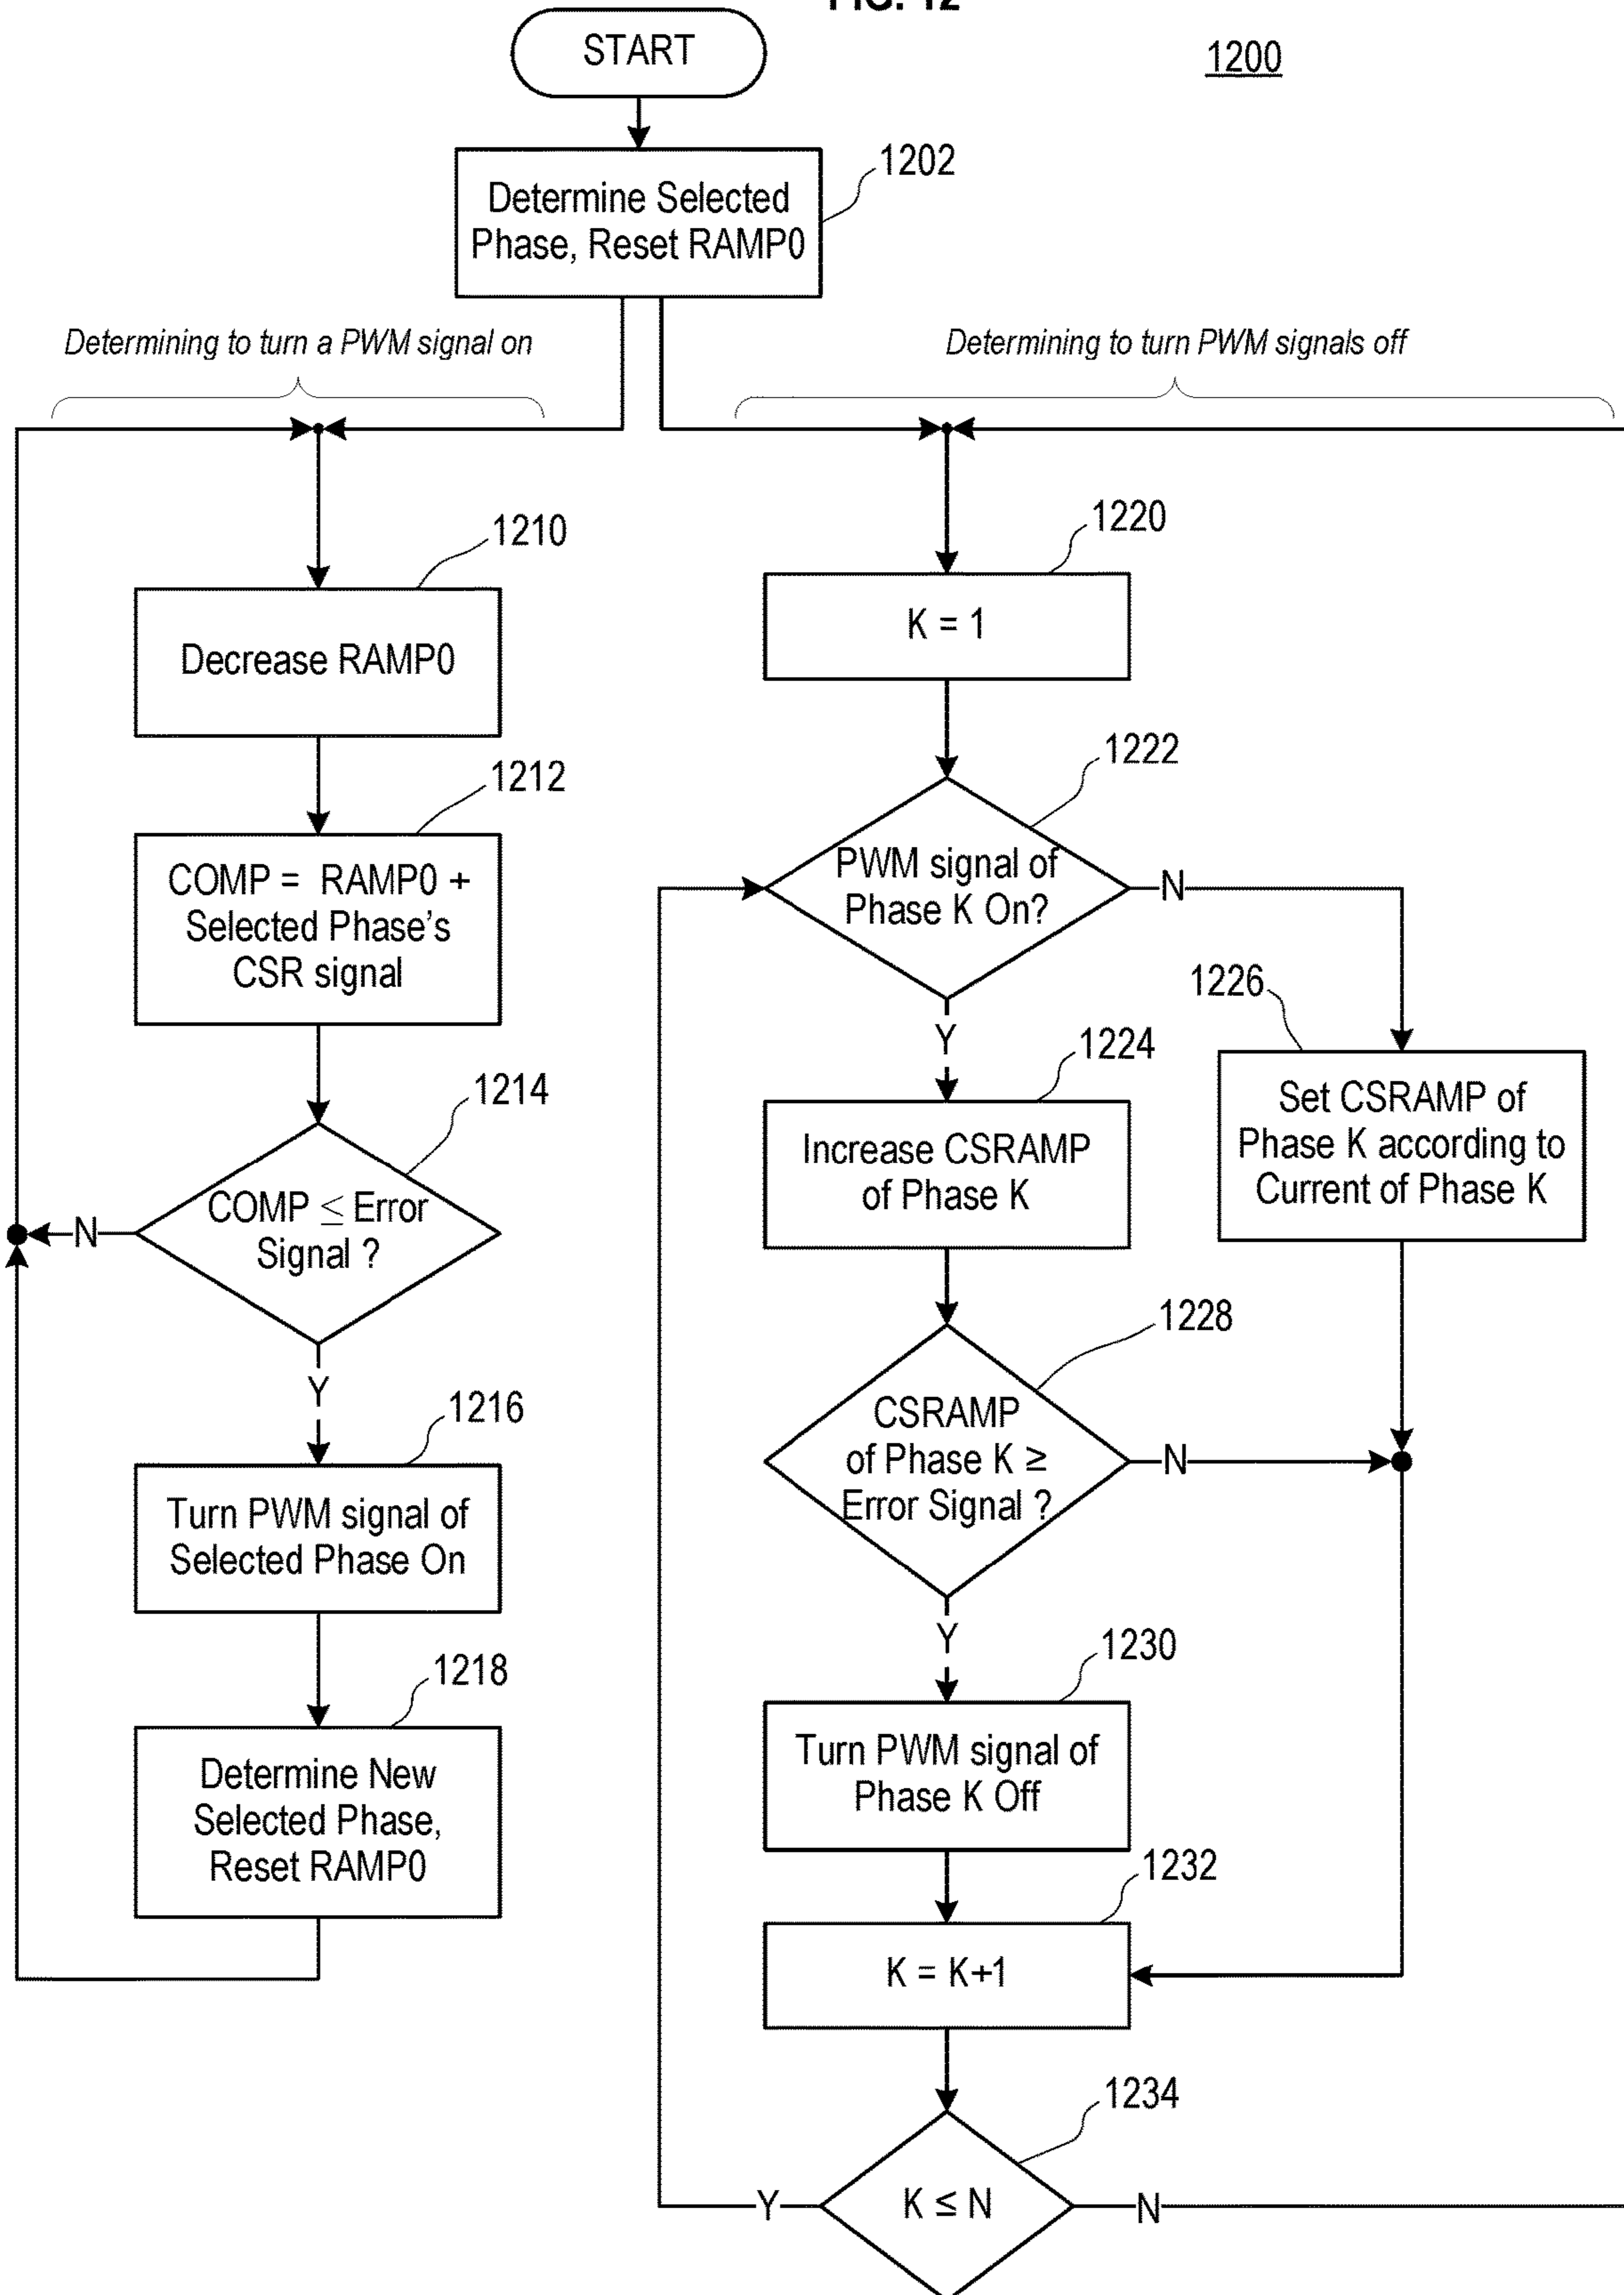 FIG. 12
1200
START
1202
Determine Selected
Phase, Reset RAMP0
Determining to turn a PWM signal on
Determining to turn PWM signals off
1210
Decrease RAMP0
1212
COMP = RAMP0 +
Selected Phase's
CSR signal
1214
COMP ≤ Error
Signal ?
N
Y
1216
Turn PWM signal of
Selected Phase On
1218
Determine New
Selected Phase,
Reset RAMP0
1220
K = 1
1222
PWM signal of
Phase K On?
N
Y
1224
Increase CSRAMP
of Phase K
1226
Set CSRAMP of
Phase K according to
Current of Phase K
1228
CSRAMP
of Phase K ≥
Error Signal ?
N
Y
1230
Turn PWM signal of
Phase K Off
1232
K = K+1
1234
K ≤ N
Y
N